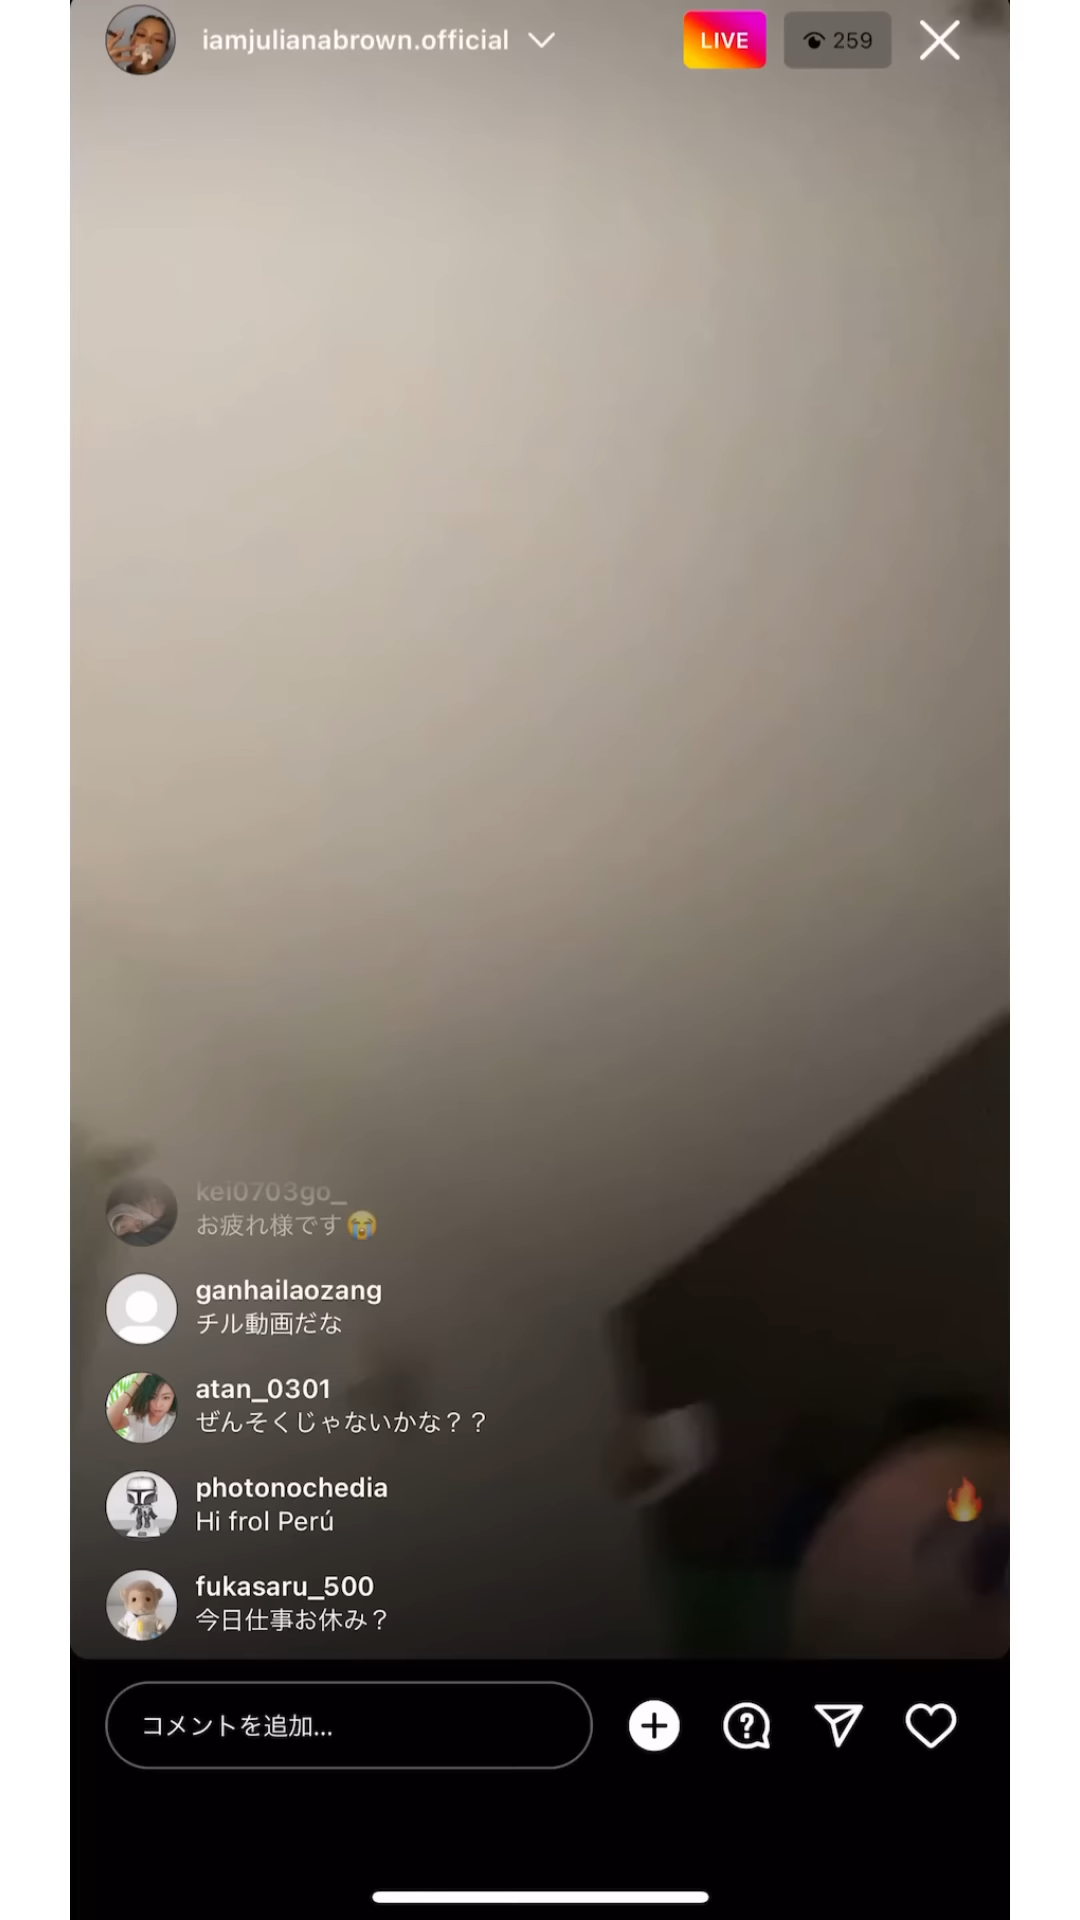 iamjulianabrown.official
LIVE
259
kei0703go_
お疲れ様です😭
ganhailaozang
チル動画だな
atan_0301
ぜんそくじゃないかな？？
photonochedia
Hi frol Perú
fukasaru_500
今日仕事お休み？
コメントを追加...